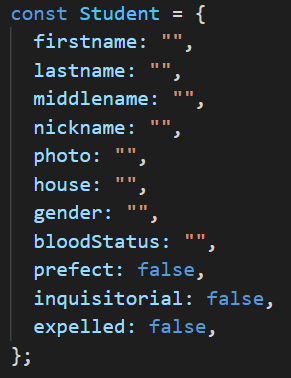 const Student = {
  firstname: "",
  lastname: "",
  middlename: "",
  nickname: "",
  photo: "",
  house: "",
  gender: "",
  bloodStatus: "",
  prefect: false,
  inquisitorial: false,
  expelled: false,
};